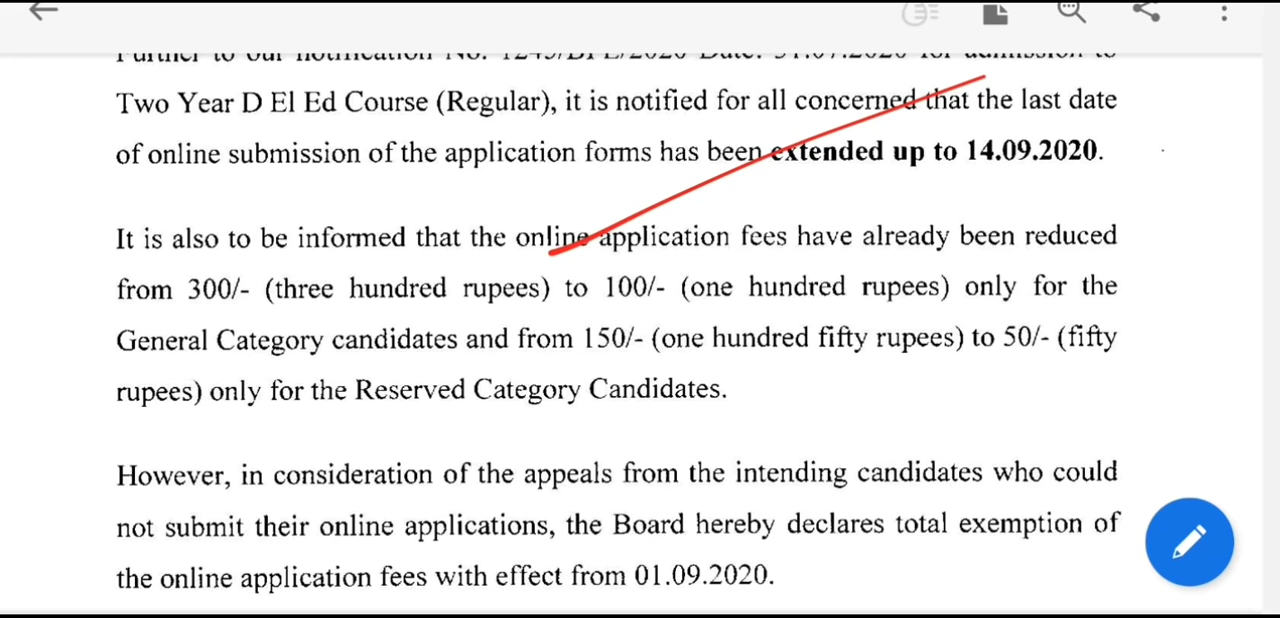 Two Year D El Ed Course (Regular), it is notified for all concerned that the last date
of online submission of the application forms has been extended up to 14.09.2020.
It is also to be informed that the online application fees have already been reduced
from 300/- (three hundred rupees) to 100/- (one hundred rupees) only for the
General Category candidates and from 150/- (one hundred fifty rupees) to 50/- (fifty
rupees) only for the Reserved Category Candidates.
However, in consideration of the appeals from the intending candidates who could
not submit their online applications, the Board hereby declares total exemption of
the online application fees with effect from 01.09.2020.